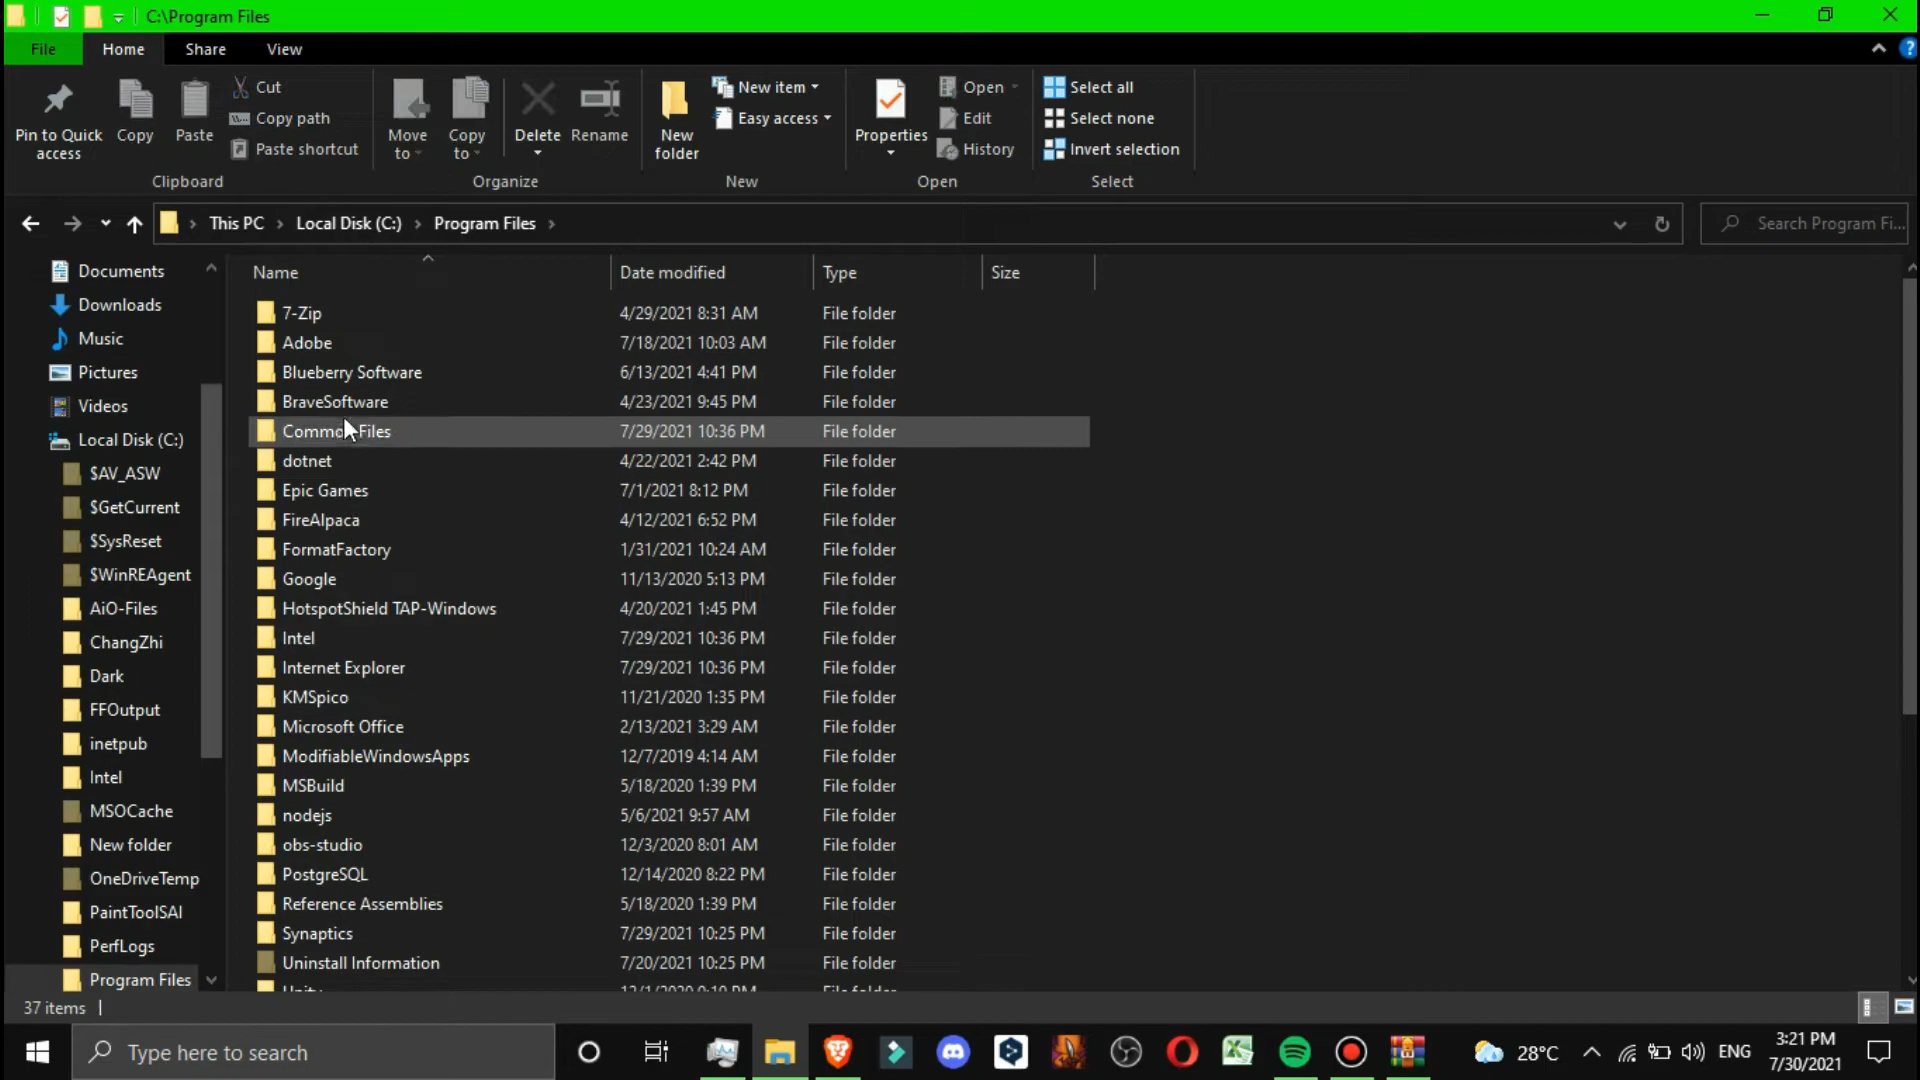 C:\Program Files
File Home Share View
Pin to Quick access
Copy
Paste
Cut
Copy path
Paste shortcut
Clipboard
Move to
Copy to
Delete
Rename
Organize
New folder
New item
Easy access
New
Properties
Open
Edit
History
Open
Select all
Select none
Invert selection
Select
This PC > Local Disk (C:) > Program Files >
Search Program Fi...
Documents
Downloads
Music
Pictures
Videos
Local Disk (C:)
$AV_ASW
$GetCurrent
$SysReset
$WinREAgent
AiO-Files
ChangZhi
Dark
FFOutput
inetpub
Intel
MSOCache
New folder
OneDriveTemp
PaintToolSAI
PerfLogs
Program Files
Name Date modified Type Size
7-Zip 4/29/2021 8:31 AM File folder
Adobe 7/18/2021 10:03 AM File folder
Blueberry Software 6/13/2021 4:41 PM File folder
BraveSoftware 4/23/2021 9:45 PM File folder
Common Files 7/29/2021 10:36 PM File folder
dotnet 4/22/2021 2:42 PM File folder
Epic Games 7/1/2021 8:12 PM File folder
FireAlpaca 4/12/2021 6:52 PM File folder
FormatFactory 1/31/2021 10:24 AM File folder
Google 11/13/2020 5:13 PM File folder
HotspotShield TAP-Windows 4/20/2021 1:45 PM File folder
Intel 7/29/2021 10:36 PM File folder
Internet Explorer 7/29/2021 10:36 PM File folder
KMSpico 11/21/2020 1:35 PM File folder
Microsoft Office 2/13/2021 3:29 AM File folder
ModifiableWindowsApps 12/7/2019 4:14 AM File folder
MSBuild 5/18/2020 1:39 PM File folder
nodejs 5/6/2021 9:57 AM File folder
obs-studio 12/3/2020 8:01 AM File folder
PostgreSQL 12/14/2020 8:22 PM File folder
Reference Assemblies 5/18/2020 1:39 PM File folder
Synaptics 7/29/2021 10:25 PM File folder
Uninstall Information 7/20/2021 10:25 PM File folder
37 items
Type here to search
28°C
ENG
3:21 PM
7/30/2021